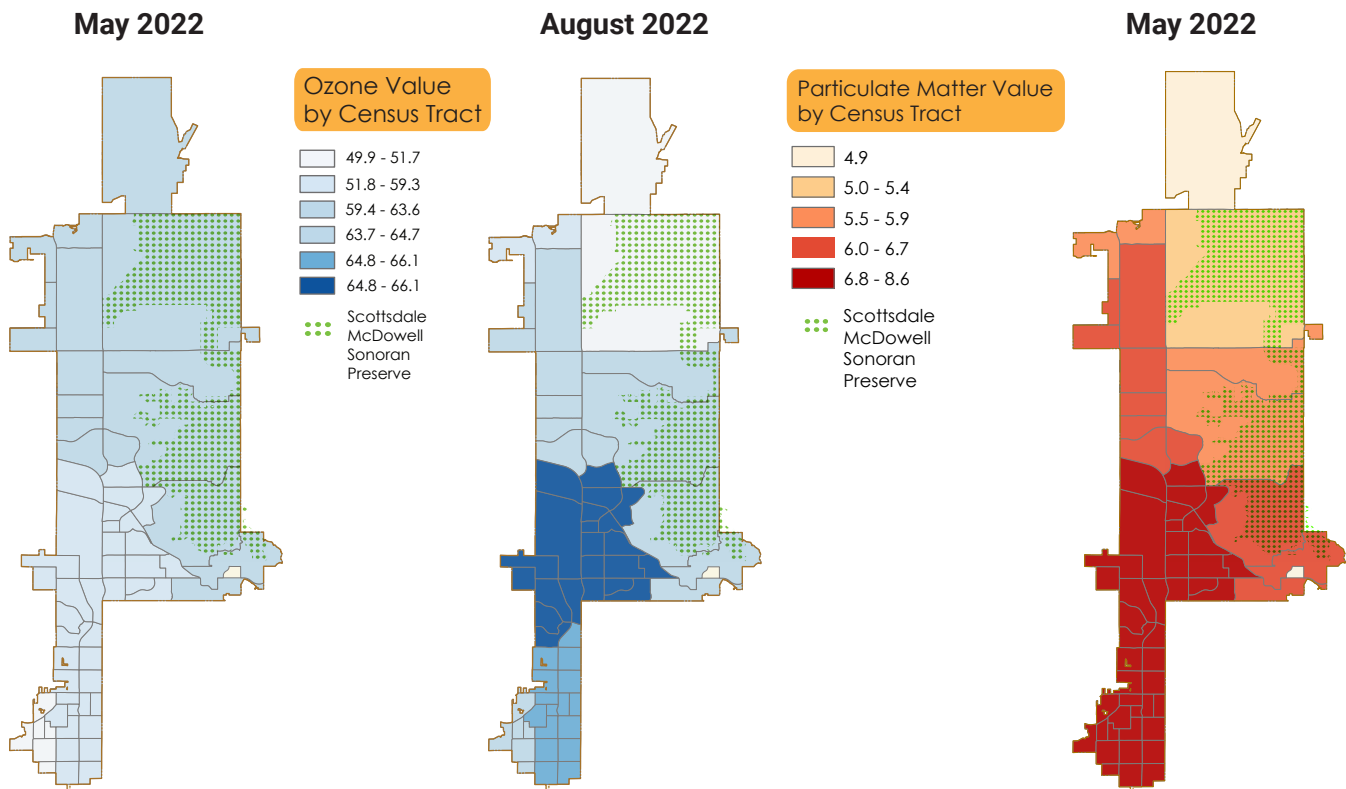 May 2022
August 2022
May 2022
Ozone Value
by Census Tract
49.9 - 51.7
51.8 - 59.3
59.4 - 63.6
63.7 - 64.7
64.8 - 66.1
64.8 - 66.1
Scottsdale
McDowell
Sonoran
Preserve
Particulate Matter Value
by Census Tract
4.9
5.0 - 5.4
5.5 - 5.9
6.0 - 6.7
6.8 - 8.6
Scottsdale
McDowell
Sonoran
Preserve